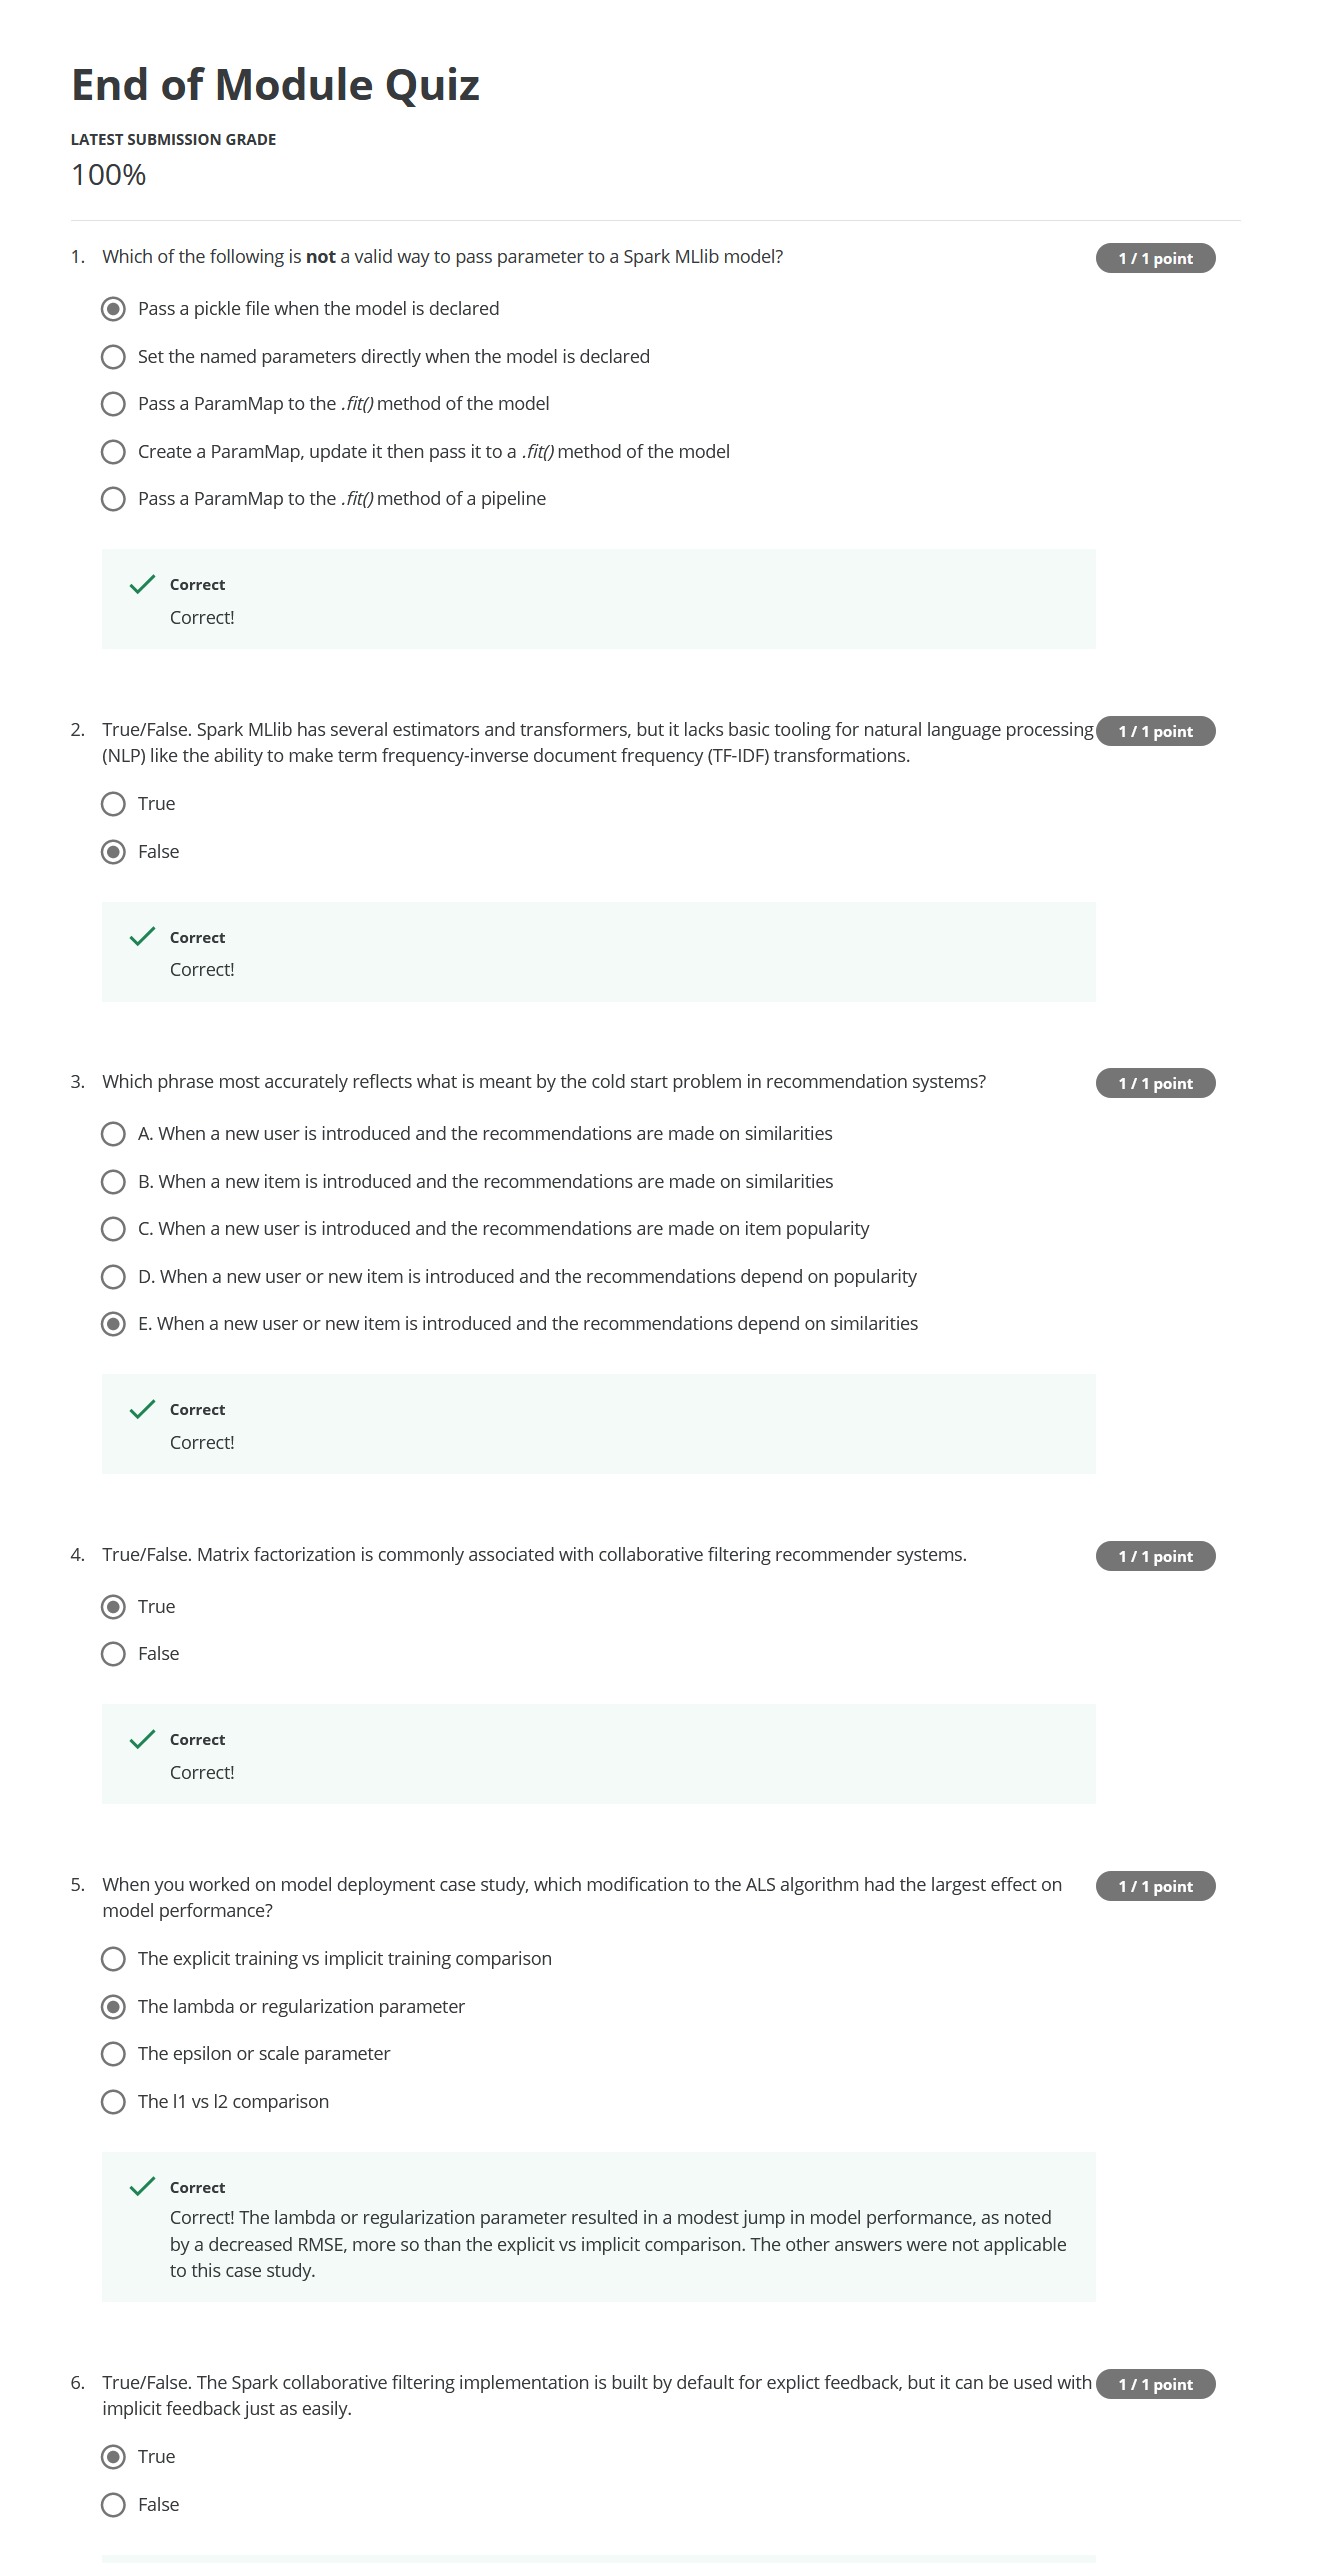 End of Module Quiz
LATEST SUBMISSION GRADE
100%
1. Which of the following is not a valid way to pass parameter to a Spark MLlib model?
1 / 1 point
Pass a pickle file when the model is declared
Set the named parameters directly when the model is declared
Pass a ParamMap to the .fit() method of the model
Create a ParamMap, update it then pass it to a .fit() method of the model
Pass a ParamMap to the .fit() method of a pipeline
Correct
Correct!
2. True/False. Spark MLlib has several estimators and transformers, but it lacks basic tooling for natural language processing
1 / 1 point
(NLP) like the ability to make term frequency-inverse document frequency (TF-IDF) transformations.
True
False
Correct
Correct!
3. Which phrase most accurately reflects what is meant by the cold start problem in recommendation systems?
1 / 1 point
A. When a new user is introduced and the recommendations are made on similarities
B. When a new item is introduced and the recommendations are made on similarities
C. When a new user is introduced and the recommendations are made on item popularity
D. When a new user or new item is introduced and the recommendations depend on popularity
E. When a new user or new item is introduced and the recommendations depend on similarities
Correct
Correct!
4. True/False. Matrix factorization is commonly associated with collaborative filtering recommender systems.
1 / 1 point
True
False
Correct
Correct!
5. When you worked on model deployment case study, which modification to the ALS algorithm had the largest effect on
1 / 1 point
model performance?
The explicit training vs implicit training comparison
The lambda or regularization parameter
The epsilon or scale parameter
The l1 vs l2 comparison
Correct
Correct! The lambda or regularization parameter resulted in a modest jump in model performance, as noted
by a decreased RMSE, more so than the explicit vs implicit comparison. The other answers were not applicable
to this case study.
6. True/False. The Spark collaborative filtering implementation is built by default for explict feedback, but it can be used with
1 / 1 point
implicit feedback just as easily.
True
False